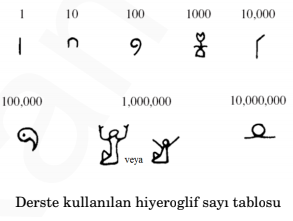 1 10 100 1000 10,000
100,000 1,000,000 10,000,000
veya
Derste kullanılan hiyeroglif sayı tablosu